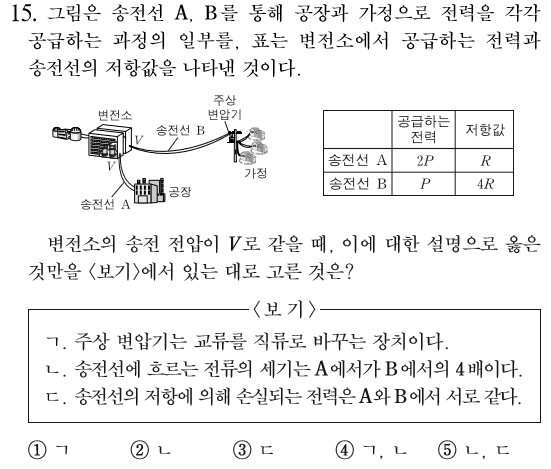 15. 그림은 송전선 A, B를 통해 공장과 가정으로 전력을 각각
공급하는 과정의 일부를, 표는 변전소에서 공급하는 전력과
송전선의 저항값을 나타낸 것이다.
변전소
V
송전선 B
주상
변압기
가정
V
송전선 A
공장
공급하는 전력 저항값
송전선 A 2P R
송전선 B P 4R
변전소의 송전 전압이 V로 같을 때, 이에 대한 설명으로 옳은
것만을 〈보기〉에서 있는 대로 고른 것은?
〈보 기〉
ㄱ. 주상 변압기는 교류를 직류로 바꾸는 장치이다.
ㄴ. 송전선에 흐르는 전류의 세기는 A에서가 B에서의 4배이다.
ㄷ. 송전선의 저항에 의해 손실되는 전력은 A와 B에서 서로 같다.
① ㄱ ② ㄴ ③ ㄷ ④ ㄱ, ㄴ ⑤ ㄴ, ㄷ